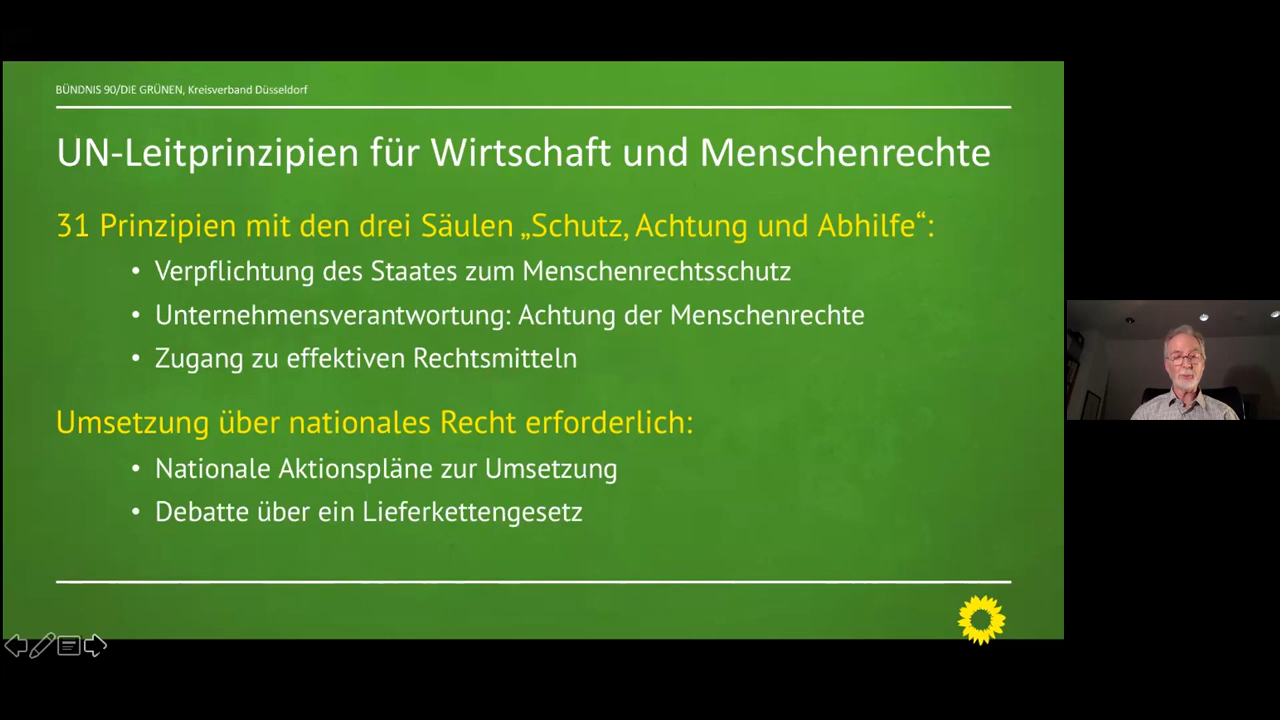 BÜNDNIS 90/DIE GRÜNEN, Kreisverband Düsseldorf
UN-Leitprinzipien für Wirtschaft und Menschenrechte
31 Prinzipien mit den drei Säulen „Schutz, Achtung und Abhilfe“:
• Verpflichtung des Staates zum Menschenrechtsschutz
• Unternehmensverantwortung: Achtung der Menschenrechte
• Zugang zu effektiven Rechtsmitteln
Umsetzung über nationales Recht erforderlich:
• Nationale Aktionspläne zur Umsetzung
• Debatte über ein Lieferkettengesetz